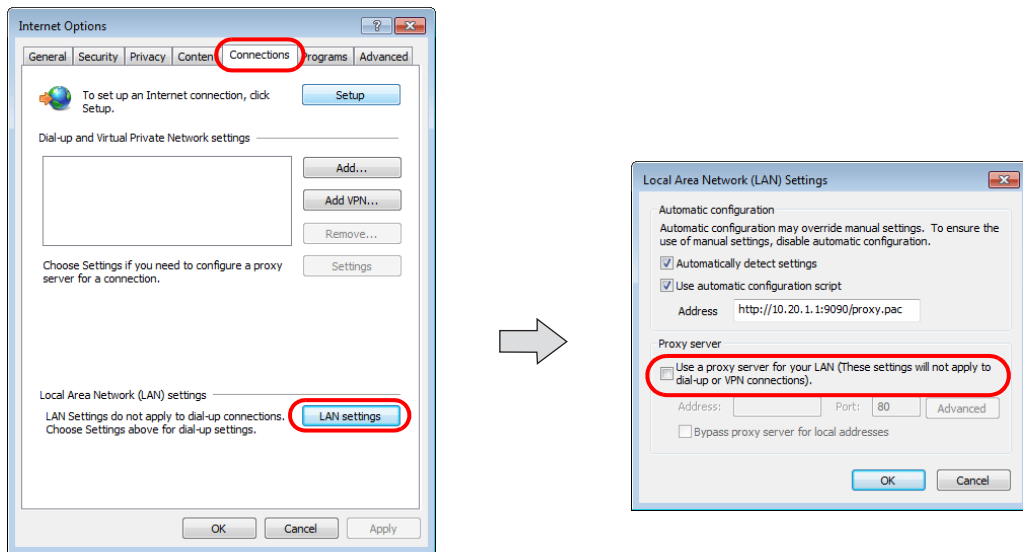 Internet Options
General Security Privacy Conten Connections rograms Advanced
To set up an Internet connection, click
Setup.
Setup
Dial-up and Virtual Private Network settings
Add...
Add VPN...
Remove...
Choose Settings if you need to configure a proxy
server for a connection.
Settings
Local Area Network (LAN) settings
LAN Settings do not apply to dial-up connections.
Choose Settings above for dial-up settings.
LAN settings
OK Cancel Apply
Local Area Network (LAN) Settings
Automatic configuration
Automatic configuration may override manual settings. To ensure the
use of manual settings, disable automatic configuration.
Automatically detect settings
Use automatic configuration script
Address http://10.20.1.1:9090/proxy.pac
Proxy server
Use a proxy server for your LAN (These settings will not apply to
dial-up or VPN connections).
Address: Port: 80 Advanced
Bypass proxy server for local addresses
OK Cancel